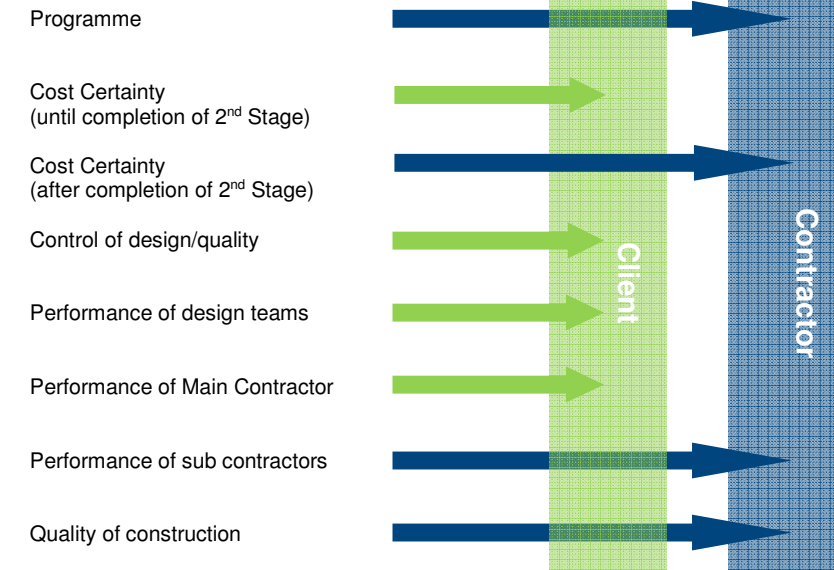 Programme
Cost Certainty
(until completion of 2nd Stage)
Cost Certainty
(after completion of 2nd Stage)
Control of design/quality
Performance of design teams
Performance of Main Contractor
Performance of sub contractors
Quality of construction
Client
Contractor